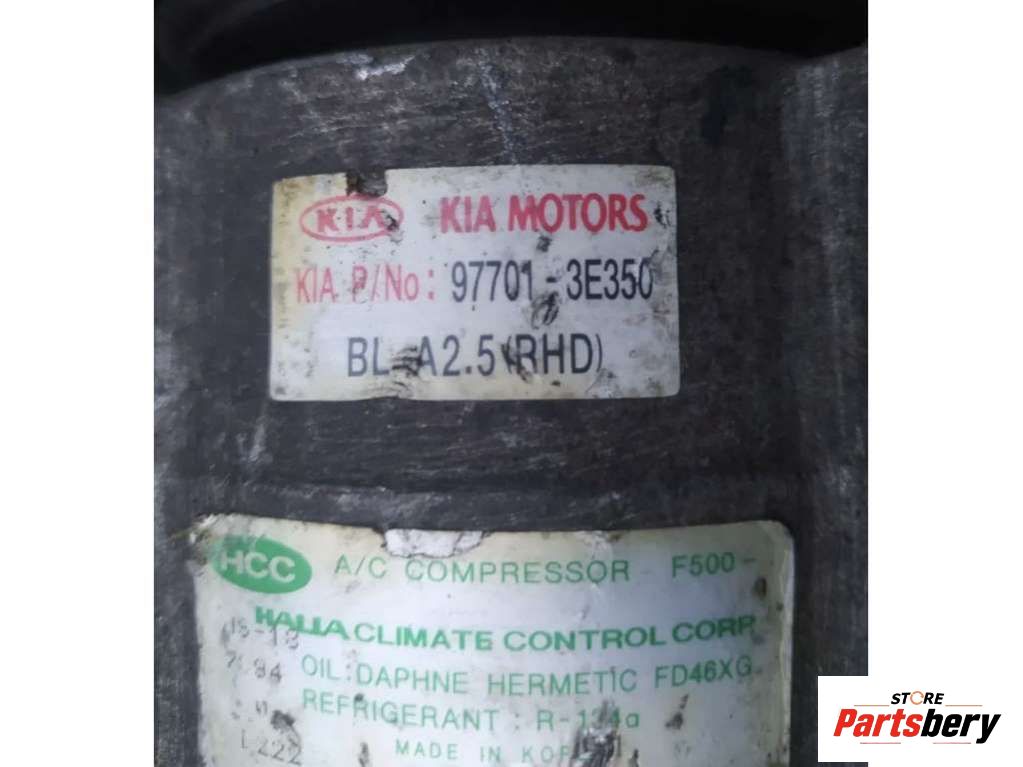 KIA KIA MOTORS
KIA P/No: 97701-3E350
BL-A2.5(RHD)
HCC A/C COMPRESSOR F500-
HALLA CLIMATE CONTROL CORP
OIL:DAPHNE HERMETIC FD46XG
REFRIGERANT : R-134a
MADE IN
STORE
Partsbery